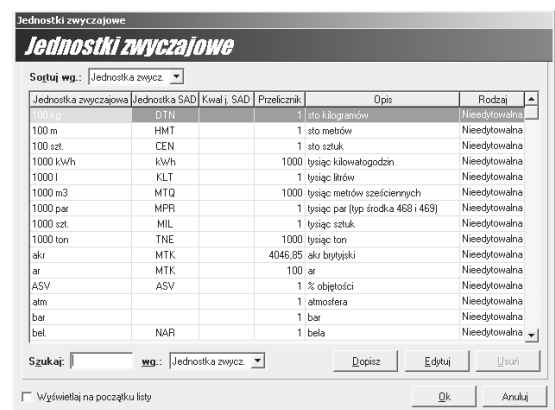 Jednostki zwyczajowe
Jednostki zwyczajowe
Sortuj wg.: Jednostka zwycz.
Jednostka zwyczajowa Jednostka SAD Kwal j. SAD Przelicznik Opis Rodzaj
100 kg DTN 1 sto kilogramów Nieedytowalna
100 m HMT 1 sto metrów Nieedytowalna
100 szt. CEN 1 sto sztuk Nieedytowalna
1000 kWh kWh 1000 tysiąc kilowatogodzin Nieedytowalna
1000 l KLT 1 tysiąc litrów Nieedytowalna
1000 m3 MTQ 1000 tysiąc metrów sześciennych Nieedytowalna
1000 par MPR 1 tysiąc par (typ środka 468 i 469) Nieedytowalna
1000 szt. MIL 1 tysiąc sztuk Nieedytowalna
1000 ton TNE 1000 tysiąc ton Nieedytowalna
akr MTK 4046,85 akr brytyjski Nieedytowalna
ar MTK 100 ar Nieedytowalna
ASV ASV 1 % objętości Nieedytowalna
atm 1 atmosfera Nieedytowalna
bar 1 bar Nieedytowalna
bel. NAR 1 bela Nieedytowalna
Szukaj: wg.: Jednostka zwycz. Dopisz Edytuj Usuń
Wyświetlaj na początku listy Ok Anuluj